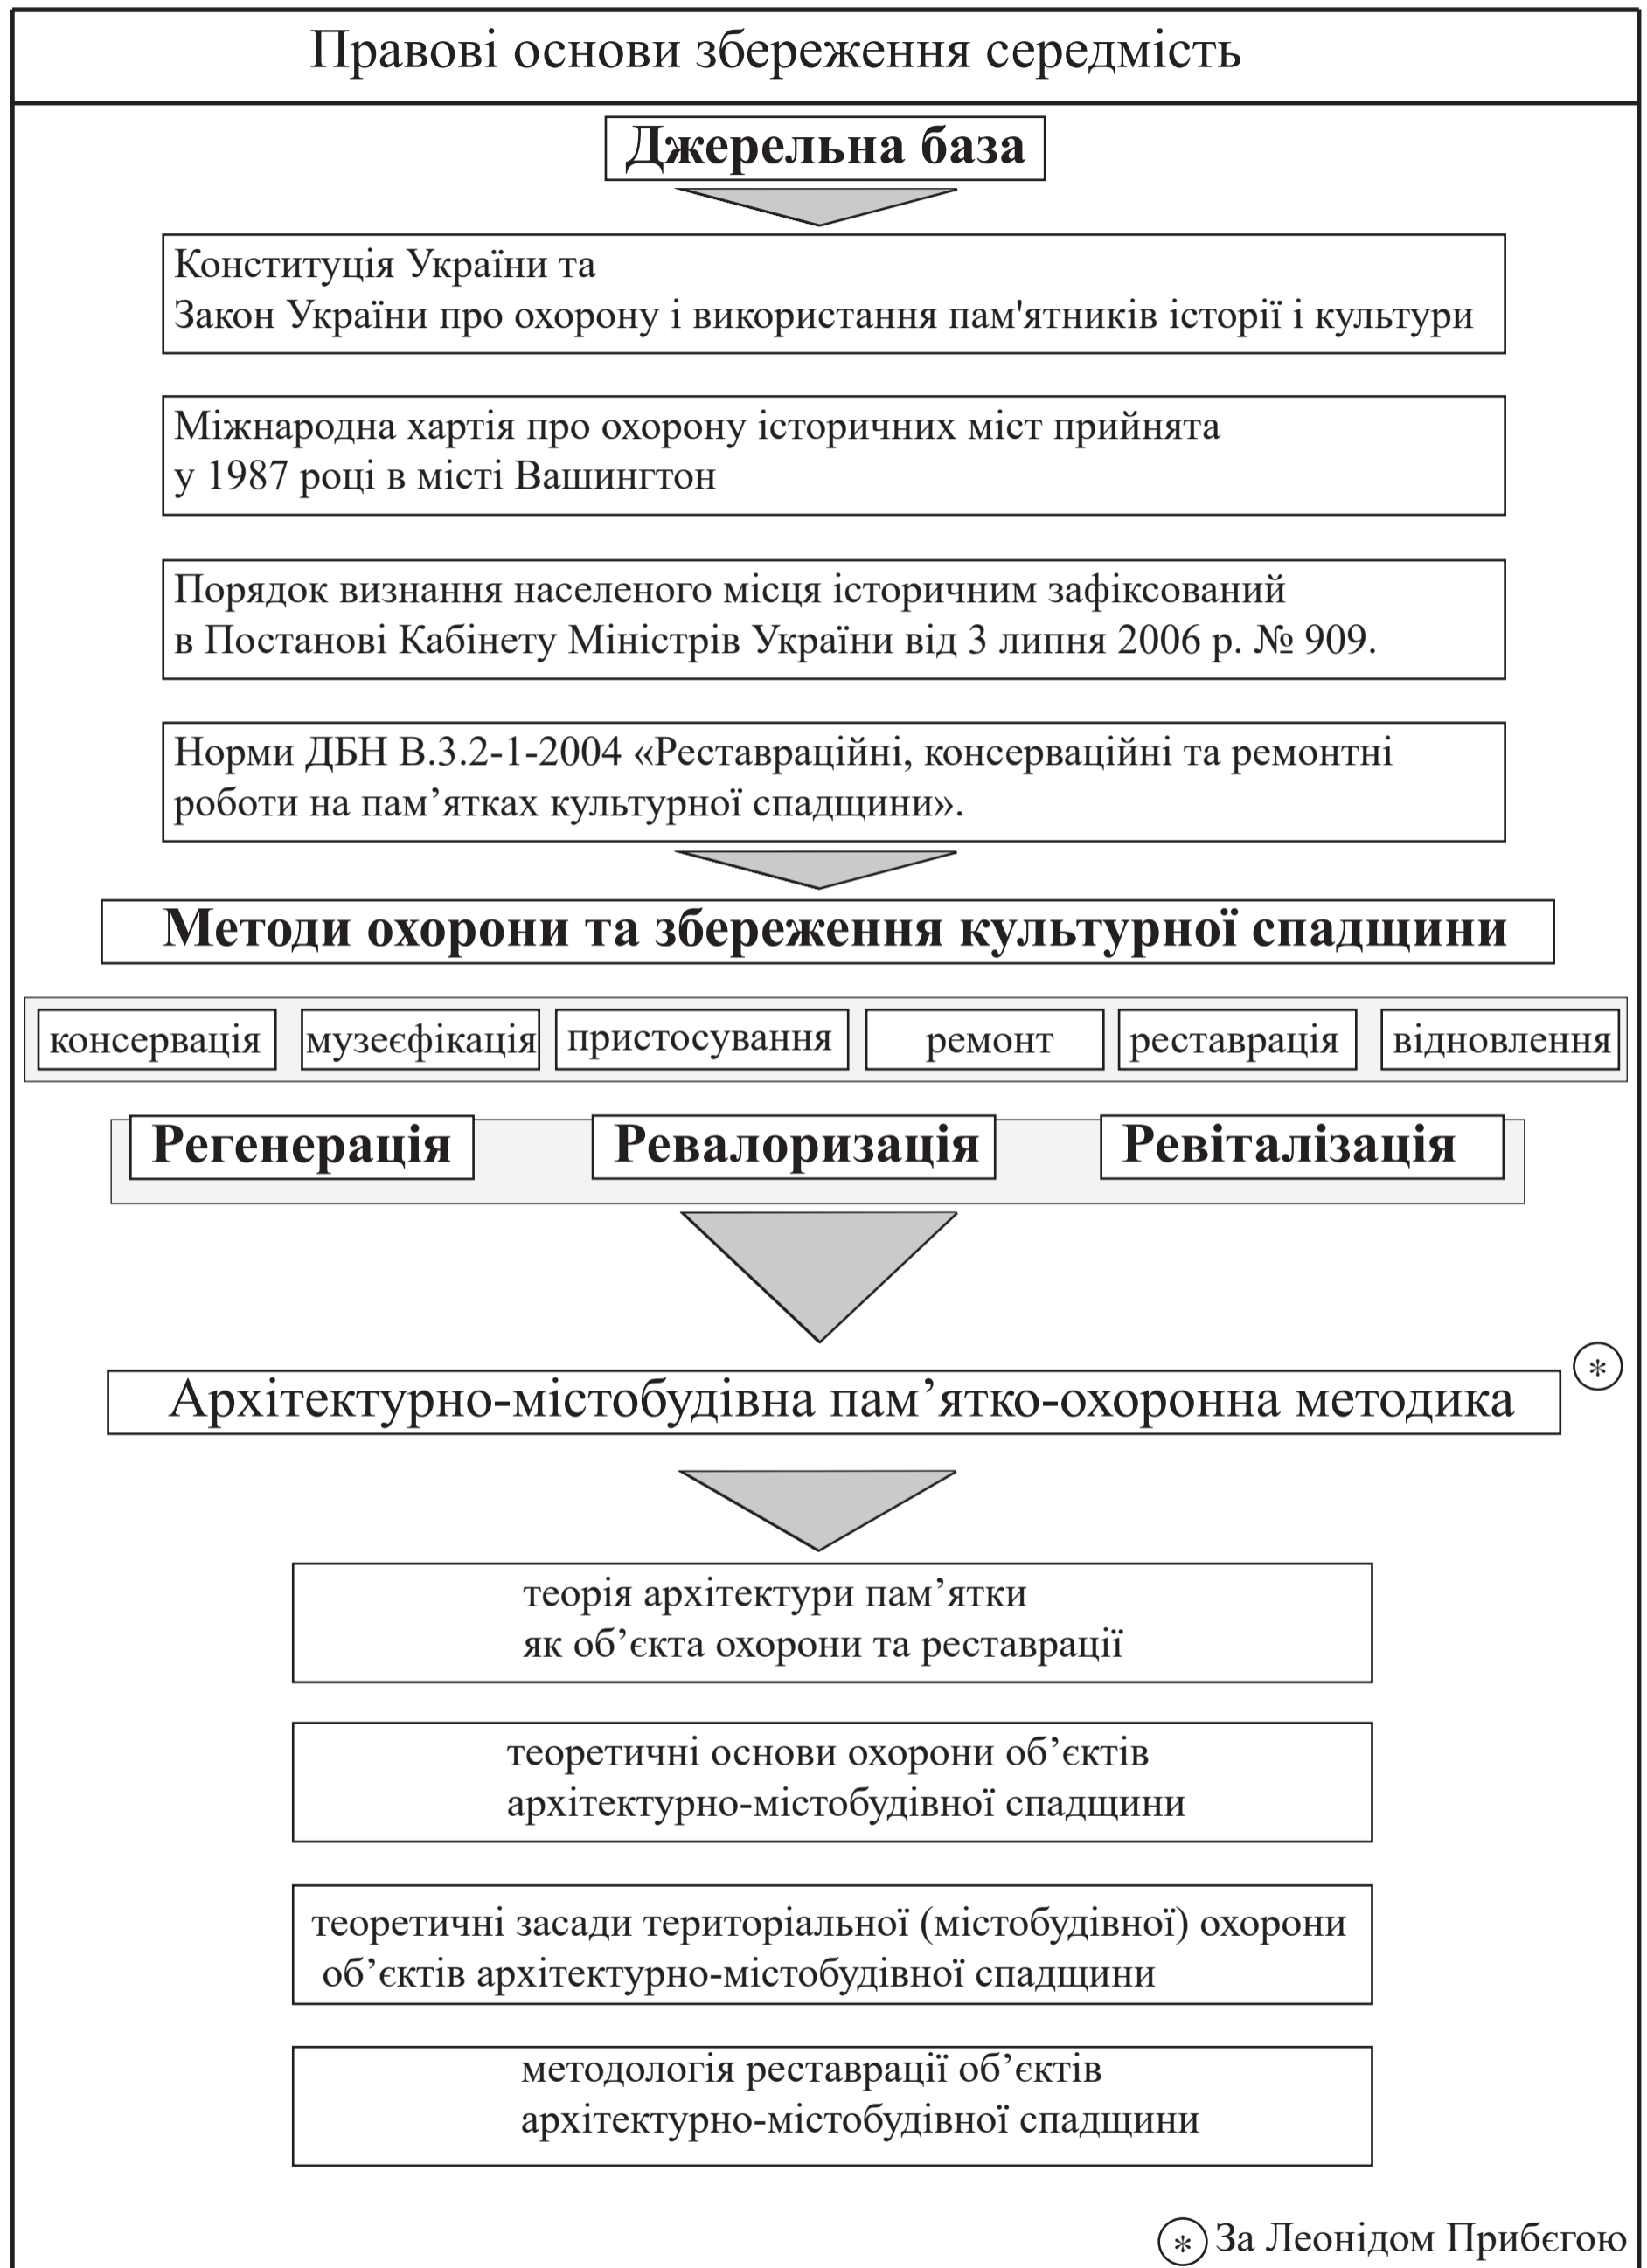 Правові основи збереження середмість
Джерельна база
Конституція України та
Закон України про охорону і використання пам'ятників історії і культури
Міжнародна хартія про охорону історичних міст прийнята
у 1987 році в місті Вашингтон
Порядок визнання населеного місця історичним зафіксований
в Постанові Кабінету Міністрів України від 3 липня 2006 р. № 909.
Норми ДБН В.3.2-1-2004 «Реставраційні, консерваційні та ремонтні
роботи на пам’ятках культурної спадщини».
Методи охорони та збереження культурної спадщини
консервація музеєфікація пристосування ремонт реставрація відновлення
Регенерація Ревалоризація Ревіталізація
*
Архітектурно-містобудівна пам’ятко-охоронна методика
теорія архітектури пам’ятки
як об’єкта охорони та реставрації
теоретичні основи охорони об’єктів
архітектурно-містобудівної спадщини
теоретичні засади територіальної (містобудівної) охорони
об’єктів архітектурно-містобудівної спадщини
методологія реставрації об’єктів
архітектурно-містобудівної спадщини
* За Леонідом Прибєгою